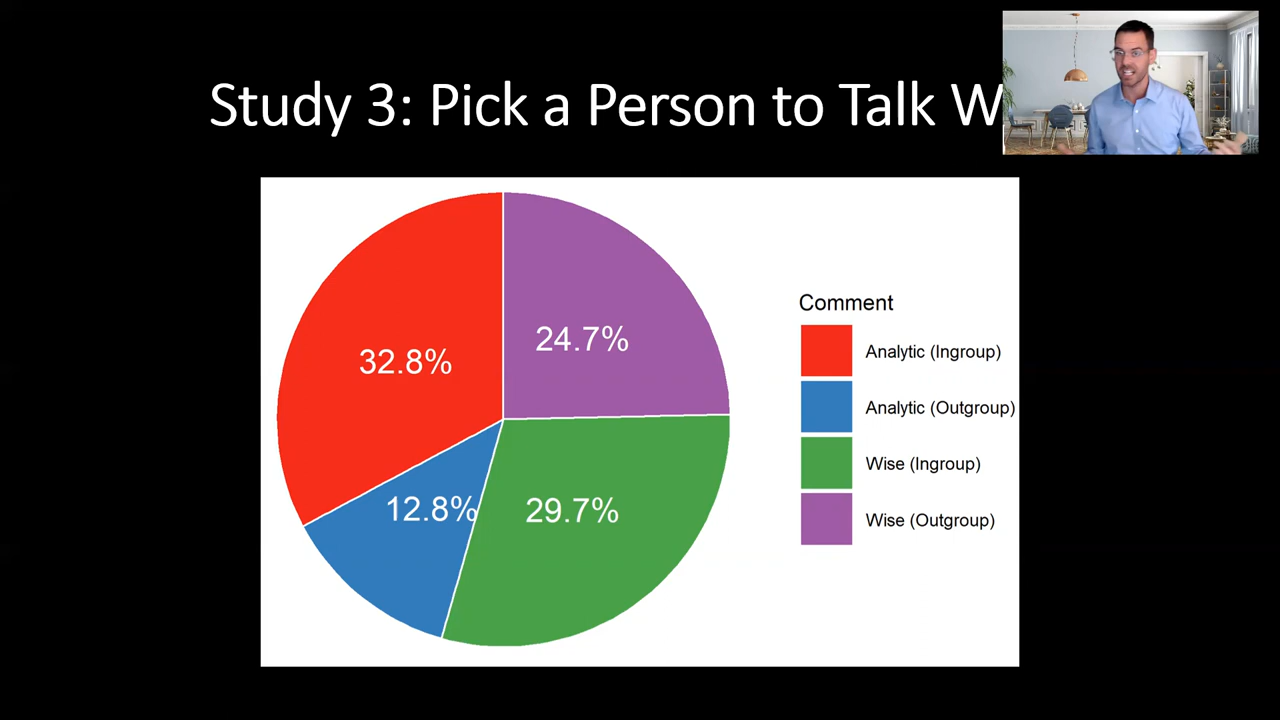 Study 3: Pick a Person to Talk W
24.7%
32.8%
12.8%
29.7%
Comment
Analytic (Ingroup)
Analytic (Outgroup)
Wise (Ingroup)
Wise (Outgroup)